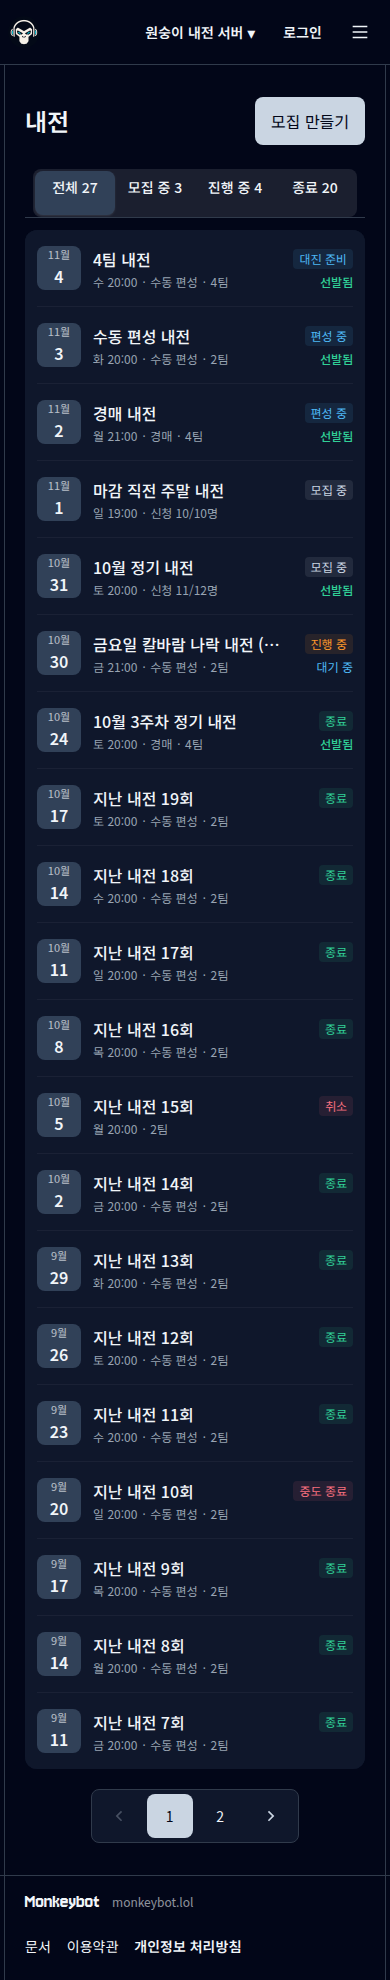 원숭이 내전 서버 ▾ 로그인
내전 모집 만들기
전체 27 모집 중 3 진행 중 4 종료 20
11월 4팀 내전 대진 준비
4 수 20:00 · 수동 편성 · 4팀 선발됨
11월 수동 편성 내전 편성 중
3 화 20:00 · 수동 편성 · 2팀 선발됨
11월 경매 내전 편성 중
2 월 21:00 · 경매 · 4팀 선발됨
11월 마감 직전 주말 내전 모집 중
1 일 19:00 · 신청 10/10명
10월 10월 정기 내전 모집 중
31 토 20:00 · 신청 11/12명 선발됨
10월 금요일 칼바람 나락 내전 (… 진행 중
30 금 21:00 · 수동 편성 · 2팀 대기 중
10월 10월 3주차 정기 내전 종료
24 토 20:00 · 경매 · 4팀 선발됨
10월 지난 내전 19회 종료
17 토 20:00 · 수동 편성 · 2팀
10월 지난 내전 18회 종료
14 수 20:00 · 수동 편성 · 2팀
10월 지난 내전 17회 종료
11 일 20:00 · 수동 편성 · 2팀
10월 지난 내전 16회 종료
8 목 20:00 · 수동 편성 · 2팀
10월 지난 내전 15회 취소
5 월 20:00 · 2팀
10월 지난 내전 14회 종료
2 금 20:00 · 수동 편성 · 2팀
9월 지난 내전 13회 종료
29 화 20:00 · 수동 편성 · 2팀
9월 지난 내전 12회 종료
26 토 20:00 · 수동 편성 · 2팀
9월 지난 내전 11회 종료
23 수 20:00 · 수동 편성 · 2팀
9월 지난 내전 10회 중도 종료
20 일 20:00 · 수동 편성 · 2팀
9월 지난 내전 9회 종료
17 목 20:00 · 수동 편성 · 2팀
9월 지난 내전 8회 종료
14 월 20:00 · 수동 편성 · 2팀
9월 지난 내전 7회 종료
11 금 20:00 · 수동 편성 · 2팀
1 2
Monkeybot monkeybot.lol
문서 이용약관 개인정보 처리방침